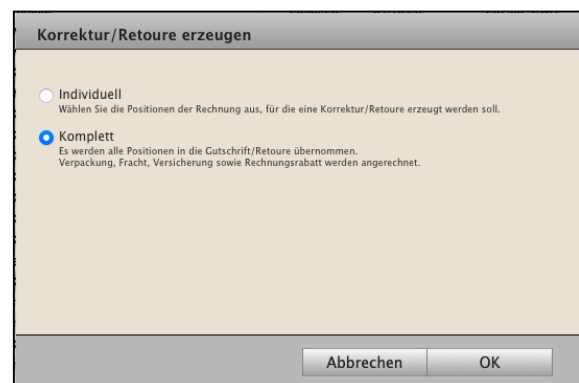 Korrektur/Retoure erzeugen
Individuell
Wählen Sie die Positionen der Rechnung aus, für die eine Korrektur/Retoure erzeugt werden soll.
Komplett
Es werden alle Positionen in die Gutschrift/Retoure übernommen.
Verpackung, Fracht, Versicherung sowie Rechnungsrabatt werden angerechnet.
Abbrechen OK